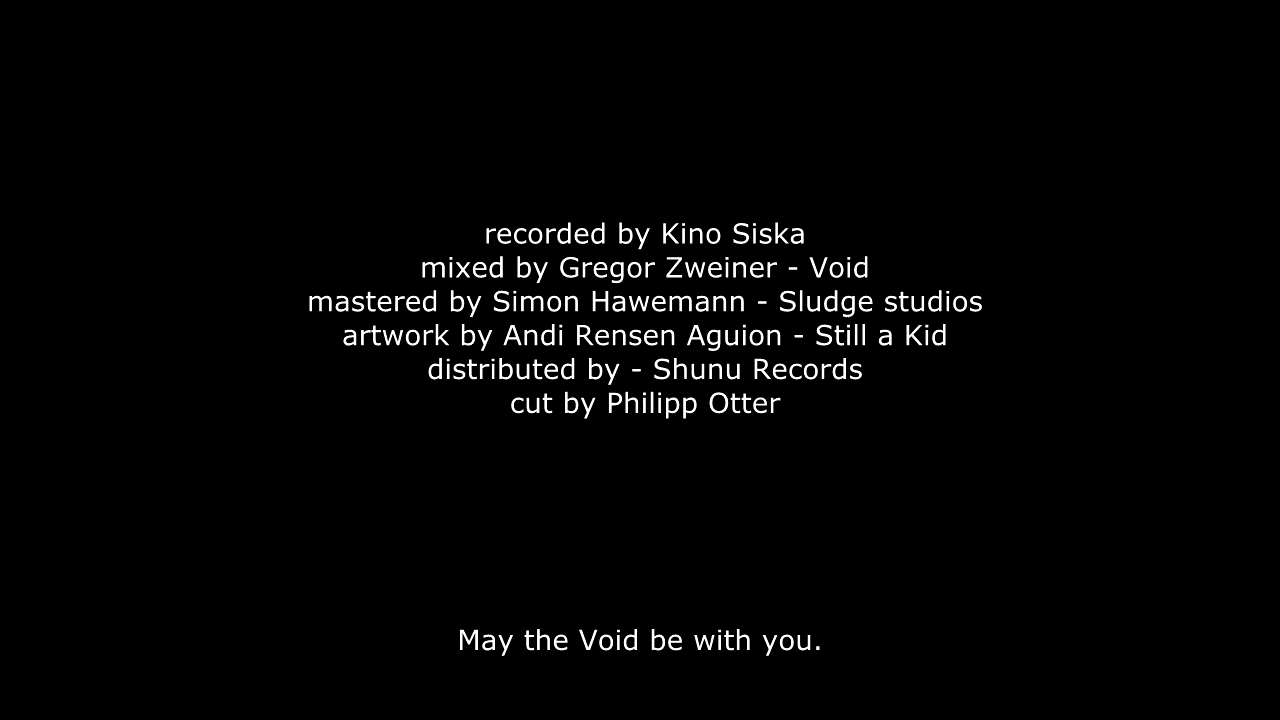 recorded by Kino Siska
mixed by Gregor Zweiner - Void
mastered by Simon Hawemann - Sludge studios
artwork by Andi Rensen Aguion - Still a Kid
distributed by - Shunu Records
cut by Philipp Otter
May the Void be with you.